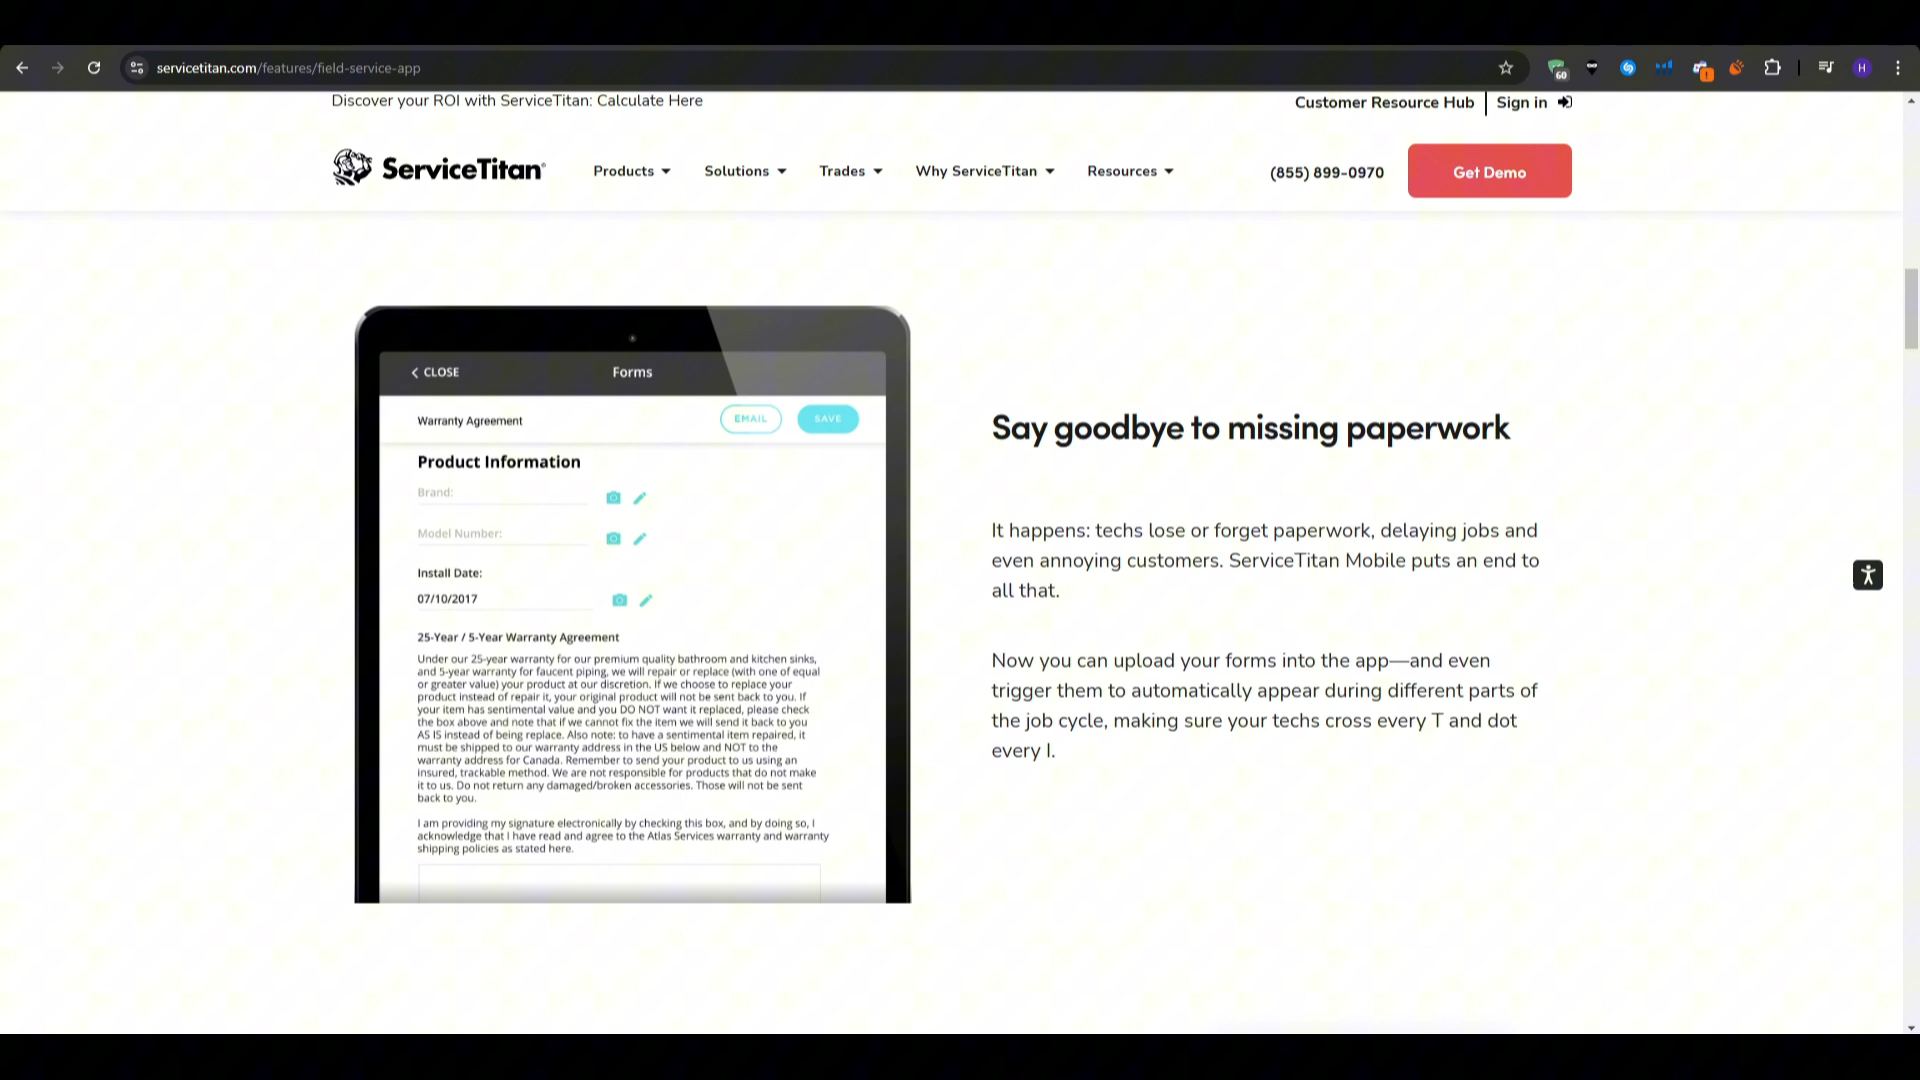 servicetitan.com/features/field-service-app
60
H
Discover your ROI with ServiceTitan: Calculate Here
Customer Resource Hub
Sign in
ServiceTitan
Products
Solutions
Trades
Why ServiceTitan
Resources
(855) 899-0970
Get Demo
CLOSE
Forms
Warranty Agreement
EMAIL
SAVE
Product Information
Brand:
Model Number:
Install Date:
07/10/2017
25-Year / 5-Year Warranty Agreement
Under our 25-year warranty for our premium quality bathroom and kitchen sinks,
and 5-year warranty for faucent piping, we will repair or replace (with one of equal
or greater value) your product at our discretion. If we choose to replace your
product instead of repair it, your original product will not be sent back to you. If
your item has sentimental value and you DO NOT want it replaced, please check
the box above and note that if we cannot fix the item we will send it back to you
AS IS instead of being replace. Also note: to have a sentimental item repaired, it
must be shipped to our warranty address in the US below and NOT to the
warranty address for Canada. Remember to send your product to us using an
insured, trackable method. We are not responsible for products that do not make
it to us. Do not return any damaged/broken accessories. Those will not be sent
back to you.
I am providing my signature electronically by checking this box, and by doing so, I
acknowledge that I have read and agree to the Atlas Services warranty and warranty
shipping policies as stated here.
Say goodbye to missing paperwork
It happens: techs lose or forget paperwork, delaying jobs and
even annoying customers. ServiceTitan Mobile puts an end to
all that.
Now you can upload your forms into the app—and even
trigger them to automatically appear during different parts of
the job cycle, making sure your techs cross every T and dot
every I.